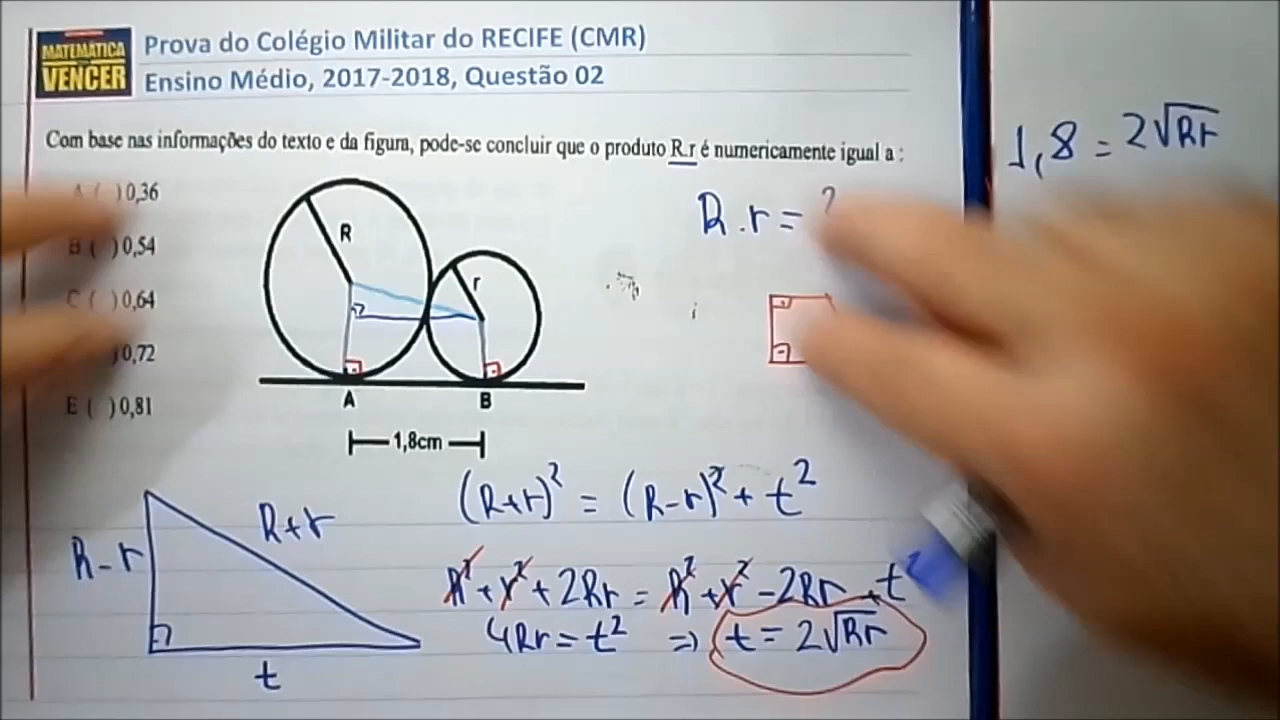 MATEMÁTICA
VENCER
Prova do Colégio Militar do RECIFE (CMR)
Ensino Médio, 2017-2018, Questão 02
Com base nas informações do texto e da figura, pode-se concluir que o produto R.r é numericamente igual a :
( ) 0,36
B ( ) 0,54
C ( ) 0,64
) 0,72
E ( ) 0,81
R
r
A
B
1,8cm
R.r = ?
1,8 = 2√Rr
R-r
R+r
t
(R+r)² = (R-r)² + t²
R² + r² + 2Rr = R² + r² - 2Rr + t²
4Rr = t² ⇒ t = 2√Rr